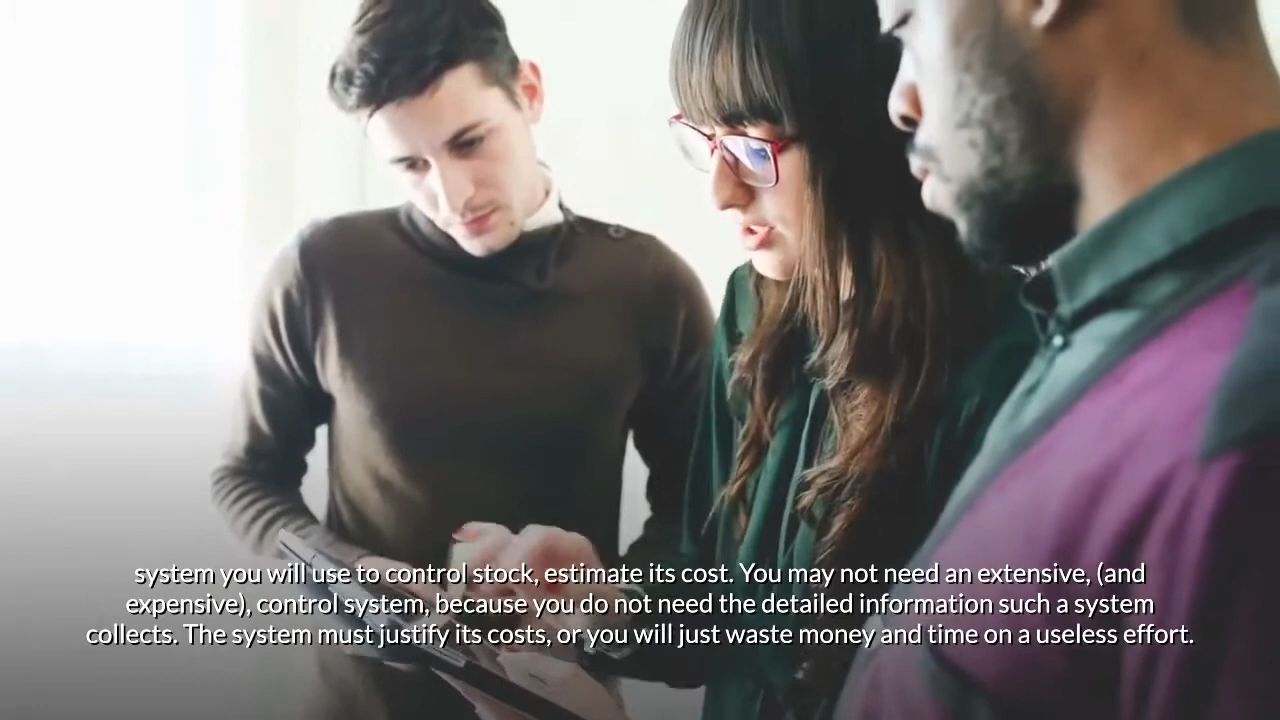 system you will use to control stock, estimate its cost. You may not need an extensive, (and
expensive), control system, because you do not need the detailed information such a system
collects. The system must justify its costs, or you will just waste money and time on a useless effort.